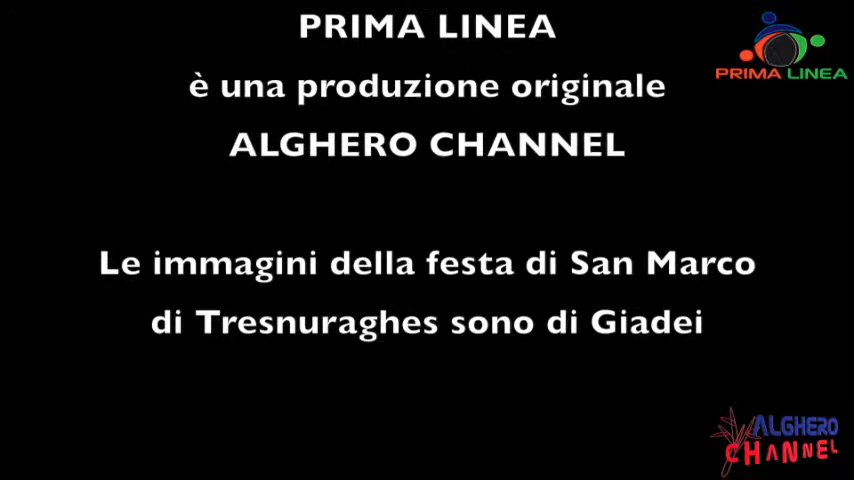 PRIMA LINEA
PRIMA LINEA
è una produzione originale
ALGHERO CHANNEL
Le immagini della festa di San Marco
di Tresnuraghes sono di Giadei
ALGHERO
CHANNEL